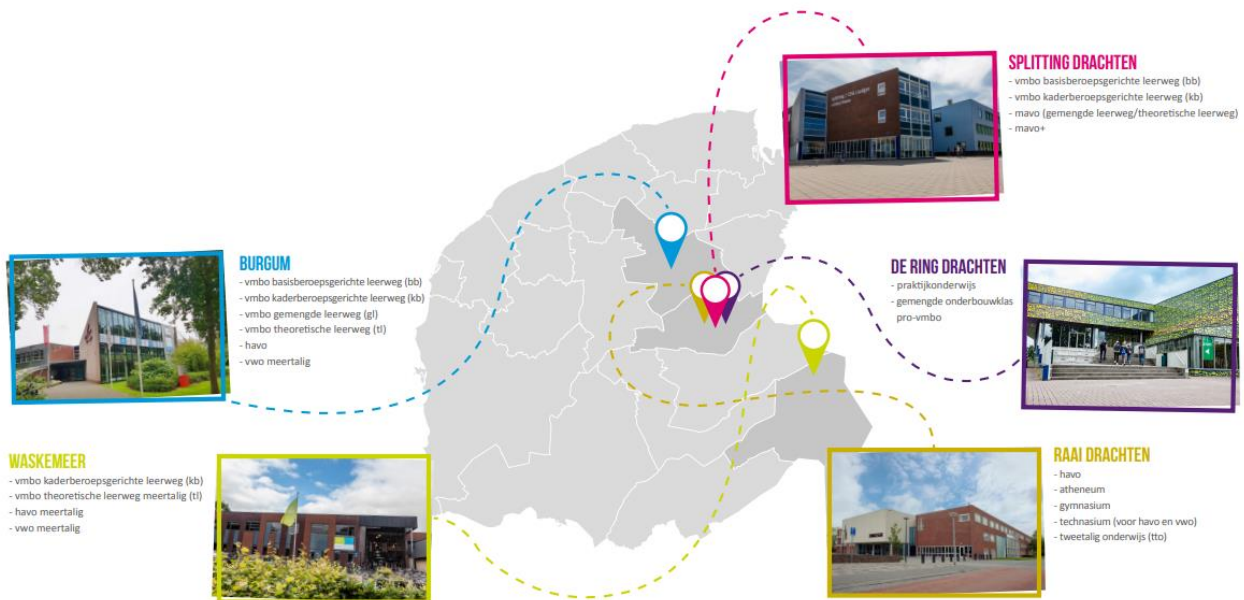 SPLITTING DRACHTEN
- vmbo basisberoepsgerichte leerweg (bb)
- vmbo kaderberoepsgerichte leerweg (kb)
- mavo (gemengde leerweg/theoretische leerweg)
- mavo+
BURGUM
- vmbo basisberoepsgerichte leerweg (bb)
- vmbo kaderberoepsgerichte leerweg (kb)
- vmbo gemengde leerweg (gl)
- vmbo theoretische leerweg (tl)
- havo
- vwo meertalig
DE RING DRACHTEN
- praktijkonderwijs
- gemengde onderbouwklas
pro-vmbo
WASKEMEER
- vmbo kaderberoepsgerichte leerweg (kb)
- vmbo theoretische leerweg meertalig (tl)
- havo meertalig
- vwo meertalig
RAAI DRACHTEN
- havo
- atheneum
- gymnasium
- technasium (voor havo en vwo)
- tweetalig onderwijs (tto)